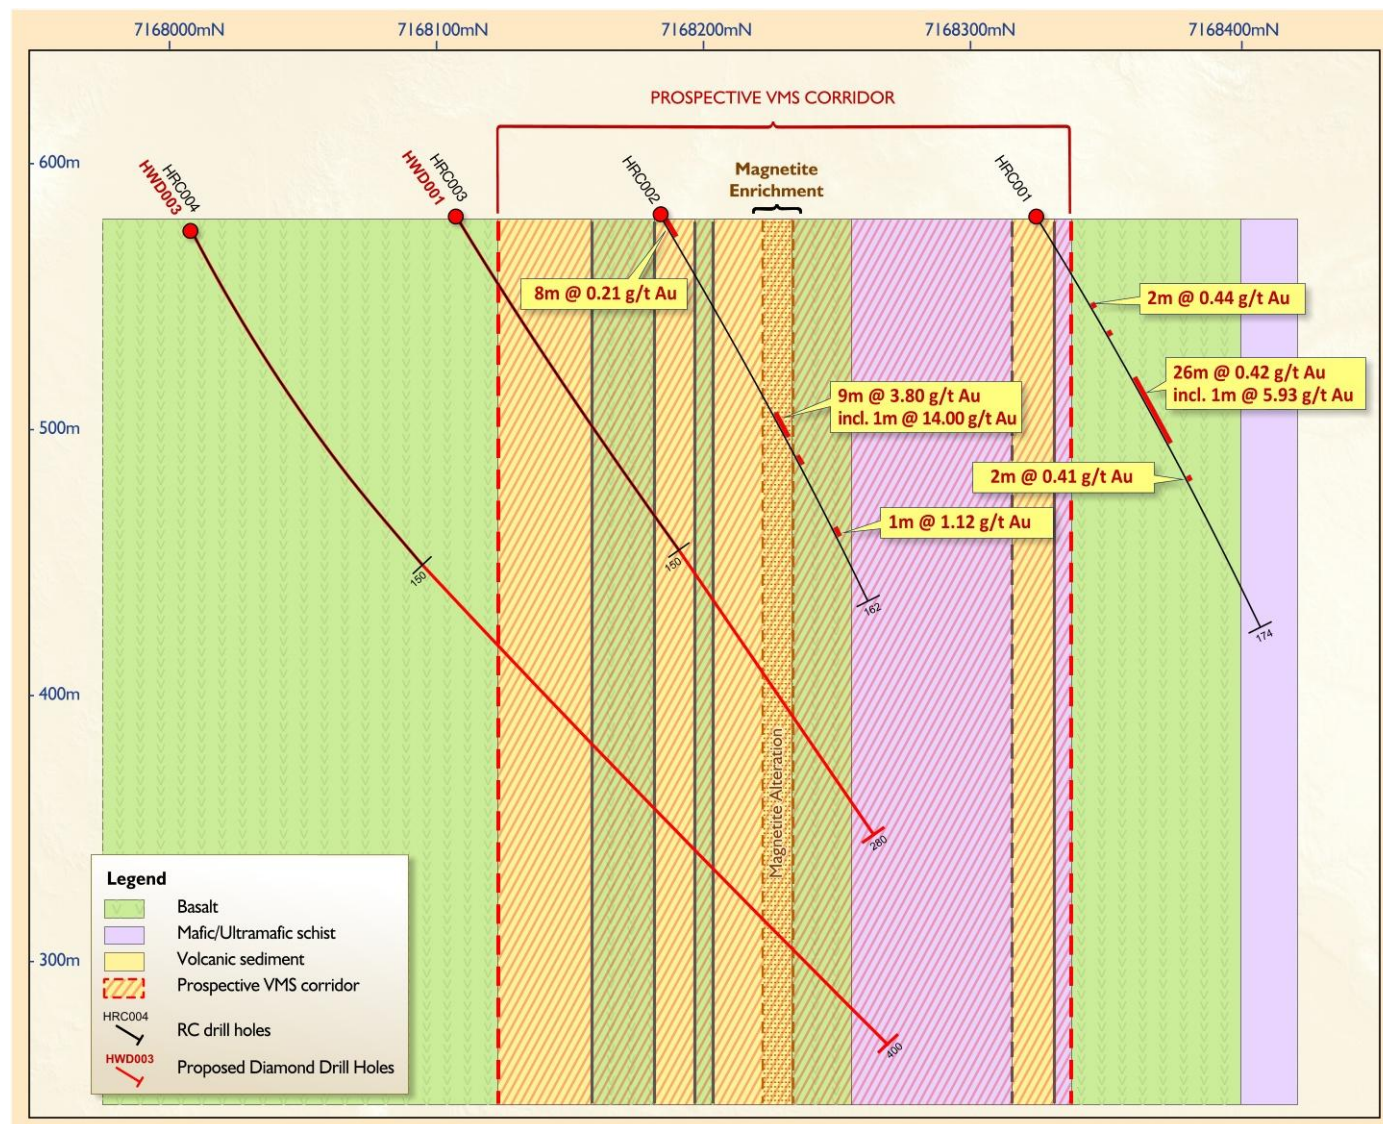 7168000mN
7168100mN
7168200mN
7168300mN
7168400mN
PROSPECTIVE VMS CORRIDOR
600m
500m
400m
300m
HRC004
HWD003
HRC003
HWD001
HRC002
Magnetite
Enrichment
HRC001
8m @ 0.21 g/t Au
2m @ 0.44 g/t Au
26m @ 0.42 g/t Au
incl. 1m @ 5.93 g/t Au
9m @ 3.80 g/t Au
incl. 1m @ 14.00 g/t Au
2m @ 0.41 g/t Au
1m @ 1.12 g/t Au
150
150
162
174
280
400
Magnetite Alteration
Legend
Basalt
Mafic/Ultramafic schist
Volcanic sediment
Prospective VMS corridor
HRC004
RC drill holes
HWD003
Proposed Diamond Drill Holes